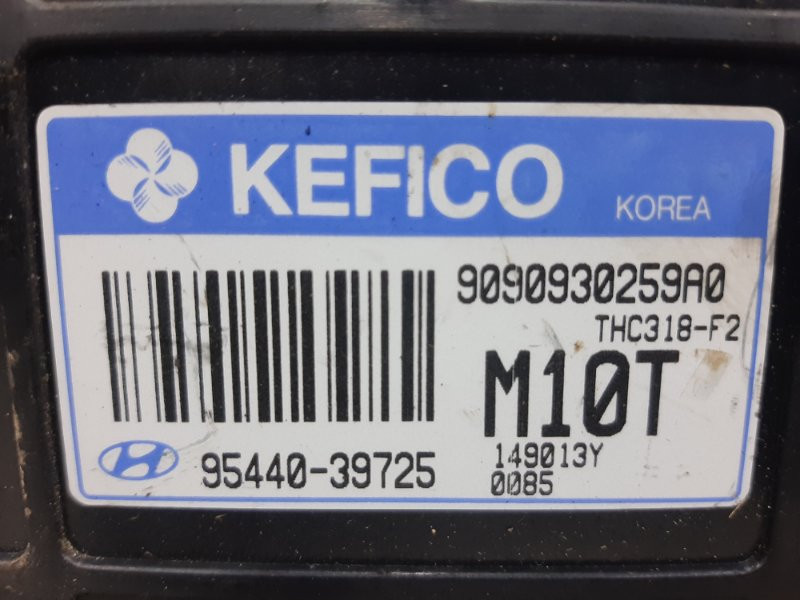 KEFICO KOREA
9090930259A0
THC318-F2
M10T
149013Y
95440-39725
0085